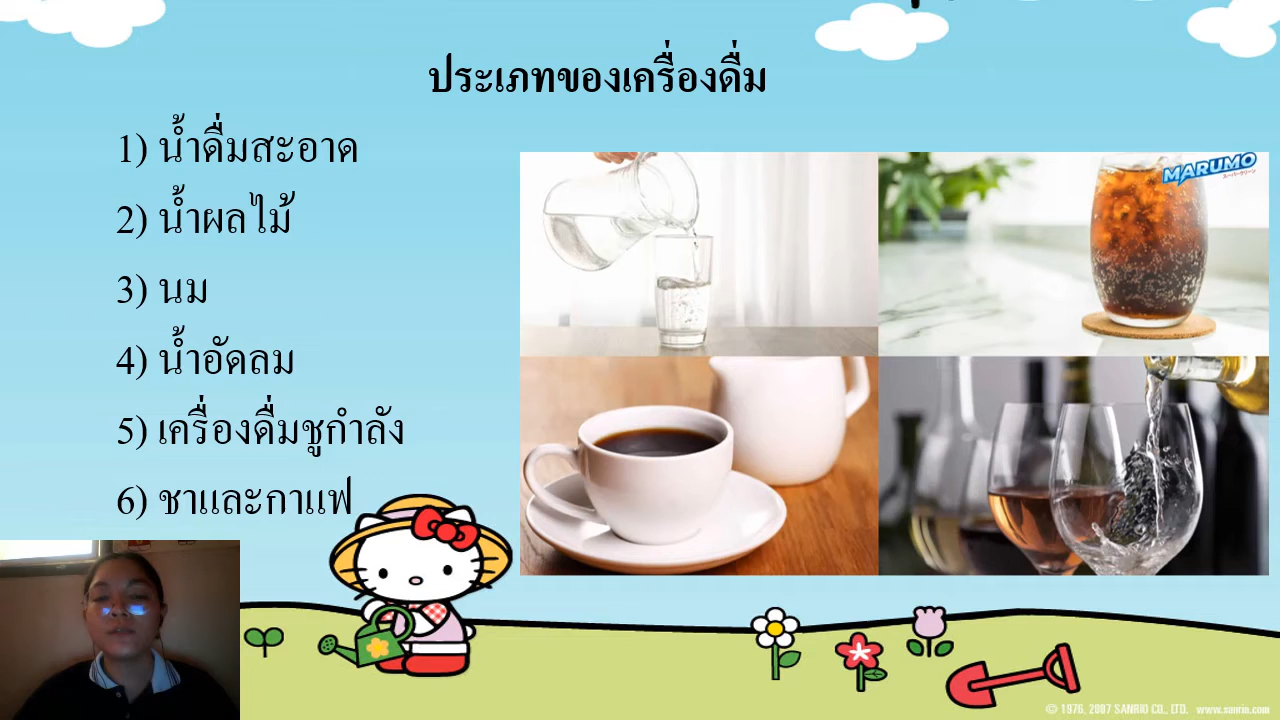 ประเภทของเครื่องดื่ม
1) น้ำดื่มสะอาด
2) น้ำผลไม้
3) นม
4) น้ำอัดลม
5) เครื่องดื่มชูกำลัง
6) ชาและกาแฟ
MARUMO
© 1976, 2007 SANRIO CO., LTD. www.sanrio.com